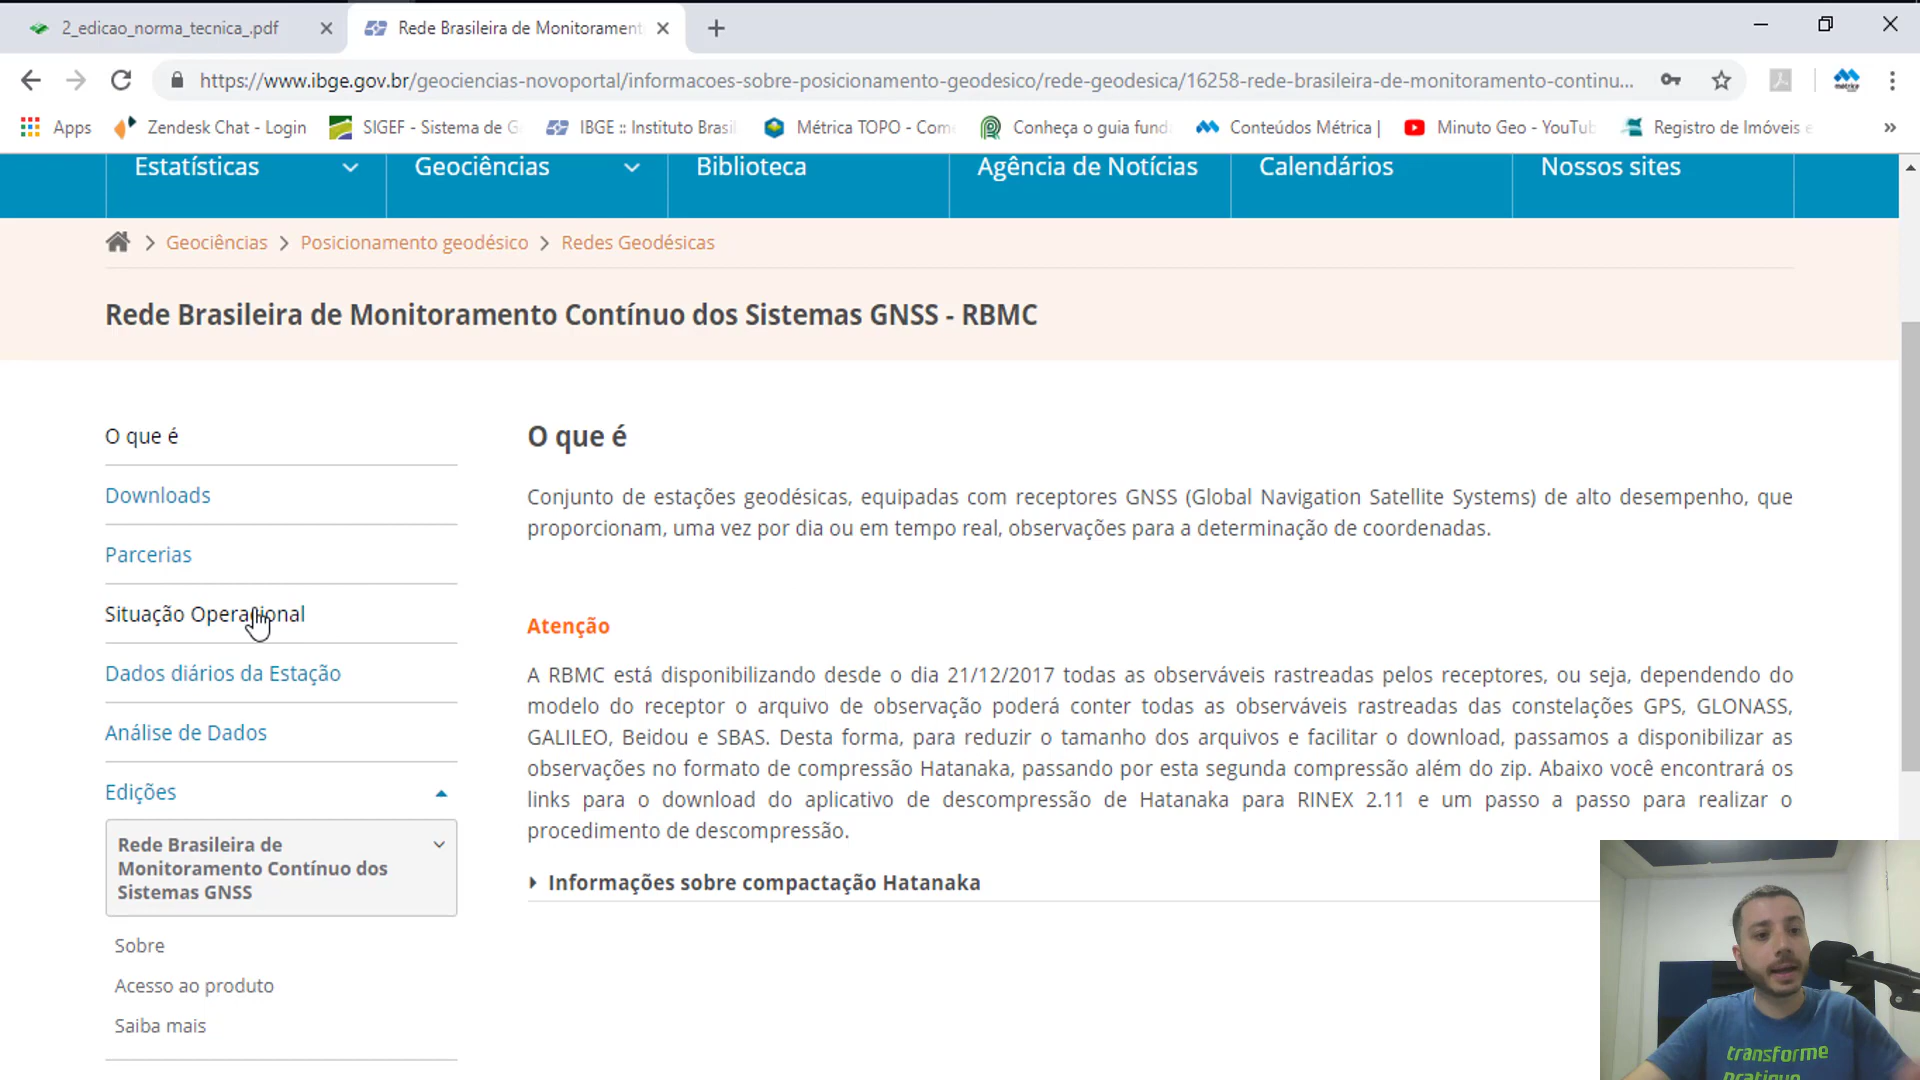 2_edicao_norma_tecnica_.pdf
Rede Brasileira de Monitorament
https://www.ibge.gov.br/geociencias-novoportal/informacoes-sobre-posicionamento-geodesico/rede-geodesica/16258-rede-brasileira-de-monitoramento-continu...
Apps
Zendesk Chat - Login
SIGEF - Sistema de G
IBGE :: Instituto Brasil
Métrica TOPO - Com
Conheça o guia fund
Conteúdos Métrica |
Minuto Geo - YouTub
Registro de Imóveis e
Estatísticas
Geociências
Biblioteca
Agência de Notícias
Calendários
Nossos sites
Geociências > Posicionamento geodésico > Redes Geodésicas
Rede Brasileira de Monitoramento Contínuo dos Sistemas GNSS - RBMC
O que é
Downloads
Parcerias
Situação Operacional
Dados diários da Estação
Análise de Dados
Edições
Rede Brasileira de
Monitoramento Contínuo dos
Sistemas GNSS
Sobre
Acesso ao produto
Saiba mais
O que é
Conjunto de estações geodésicas, equipadas com receptores GNSS (Global Navigation Satellite Systems) de alto desempenho, que
proporcionam, uma vez por dia ou em tempo real, observações para a determinação de coordenadas.
Atenção
A RBMC está disponibilizando desde o dia 21/12/2017 todas as observáveis rastreadas pelos receptores, ou seja, dependendo do
modelo do receptor o arquivo de observação poderá conter todas as observáveis rastreadas das constelações GPS, GLONASS,
GALILEO, Beidou e SBAS. Desta forma, para reduzir o tamanho dos arquivos e facilitar o download, passamos a disponibilizar as
observações no formato de compressão Hatanaka, passando por esta segunda compressão além do zip. Abaixo você encontrará os
links para o download do aplicativo de descompressão de Hatanaka para RINEX 2.11 e um passo a passo para realizar o
procedimento de descompressão.
Informações sobre compactação Hatanaka
transforme
pratique